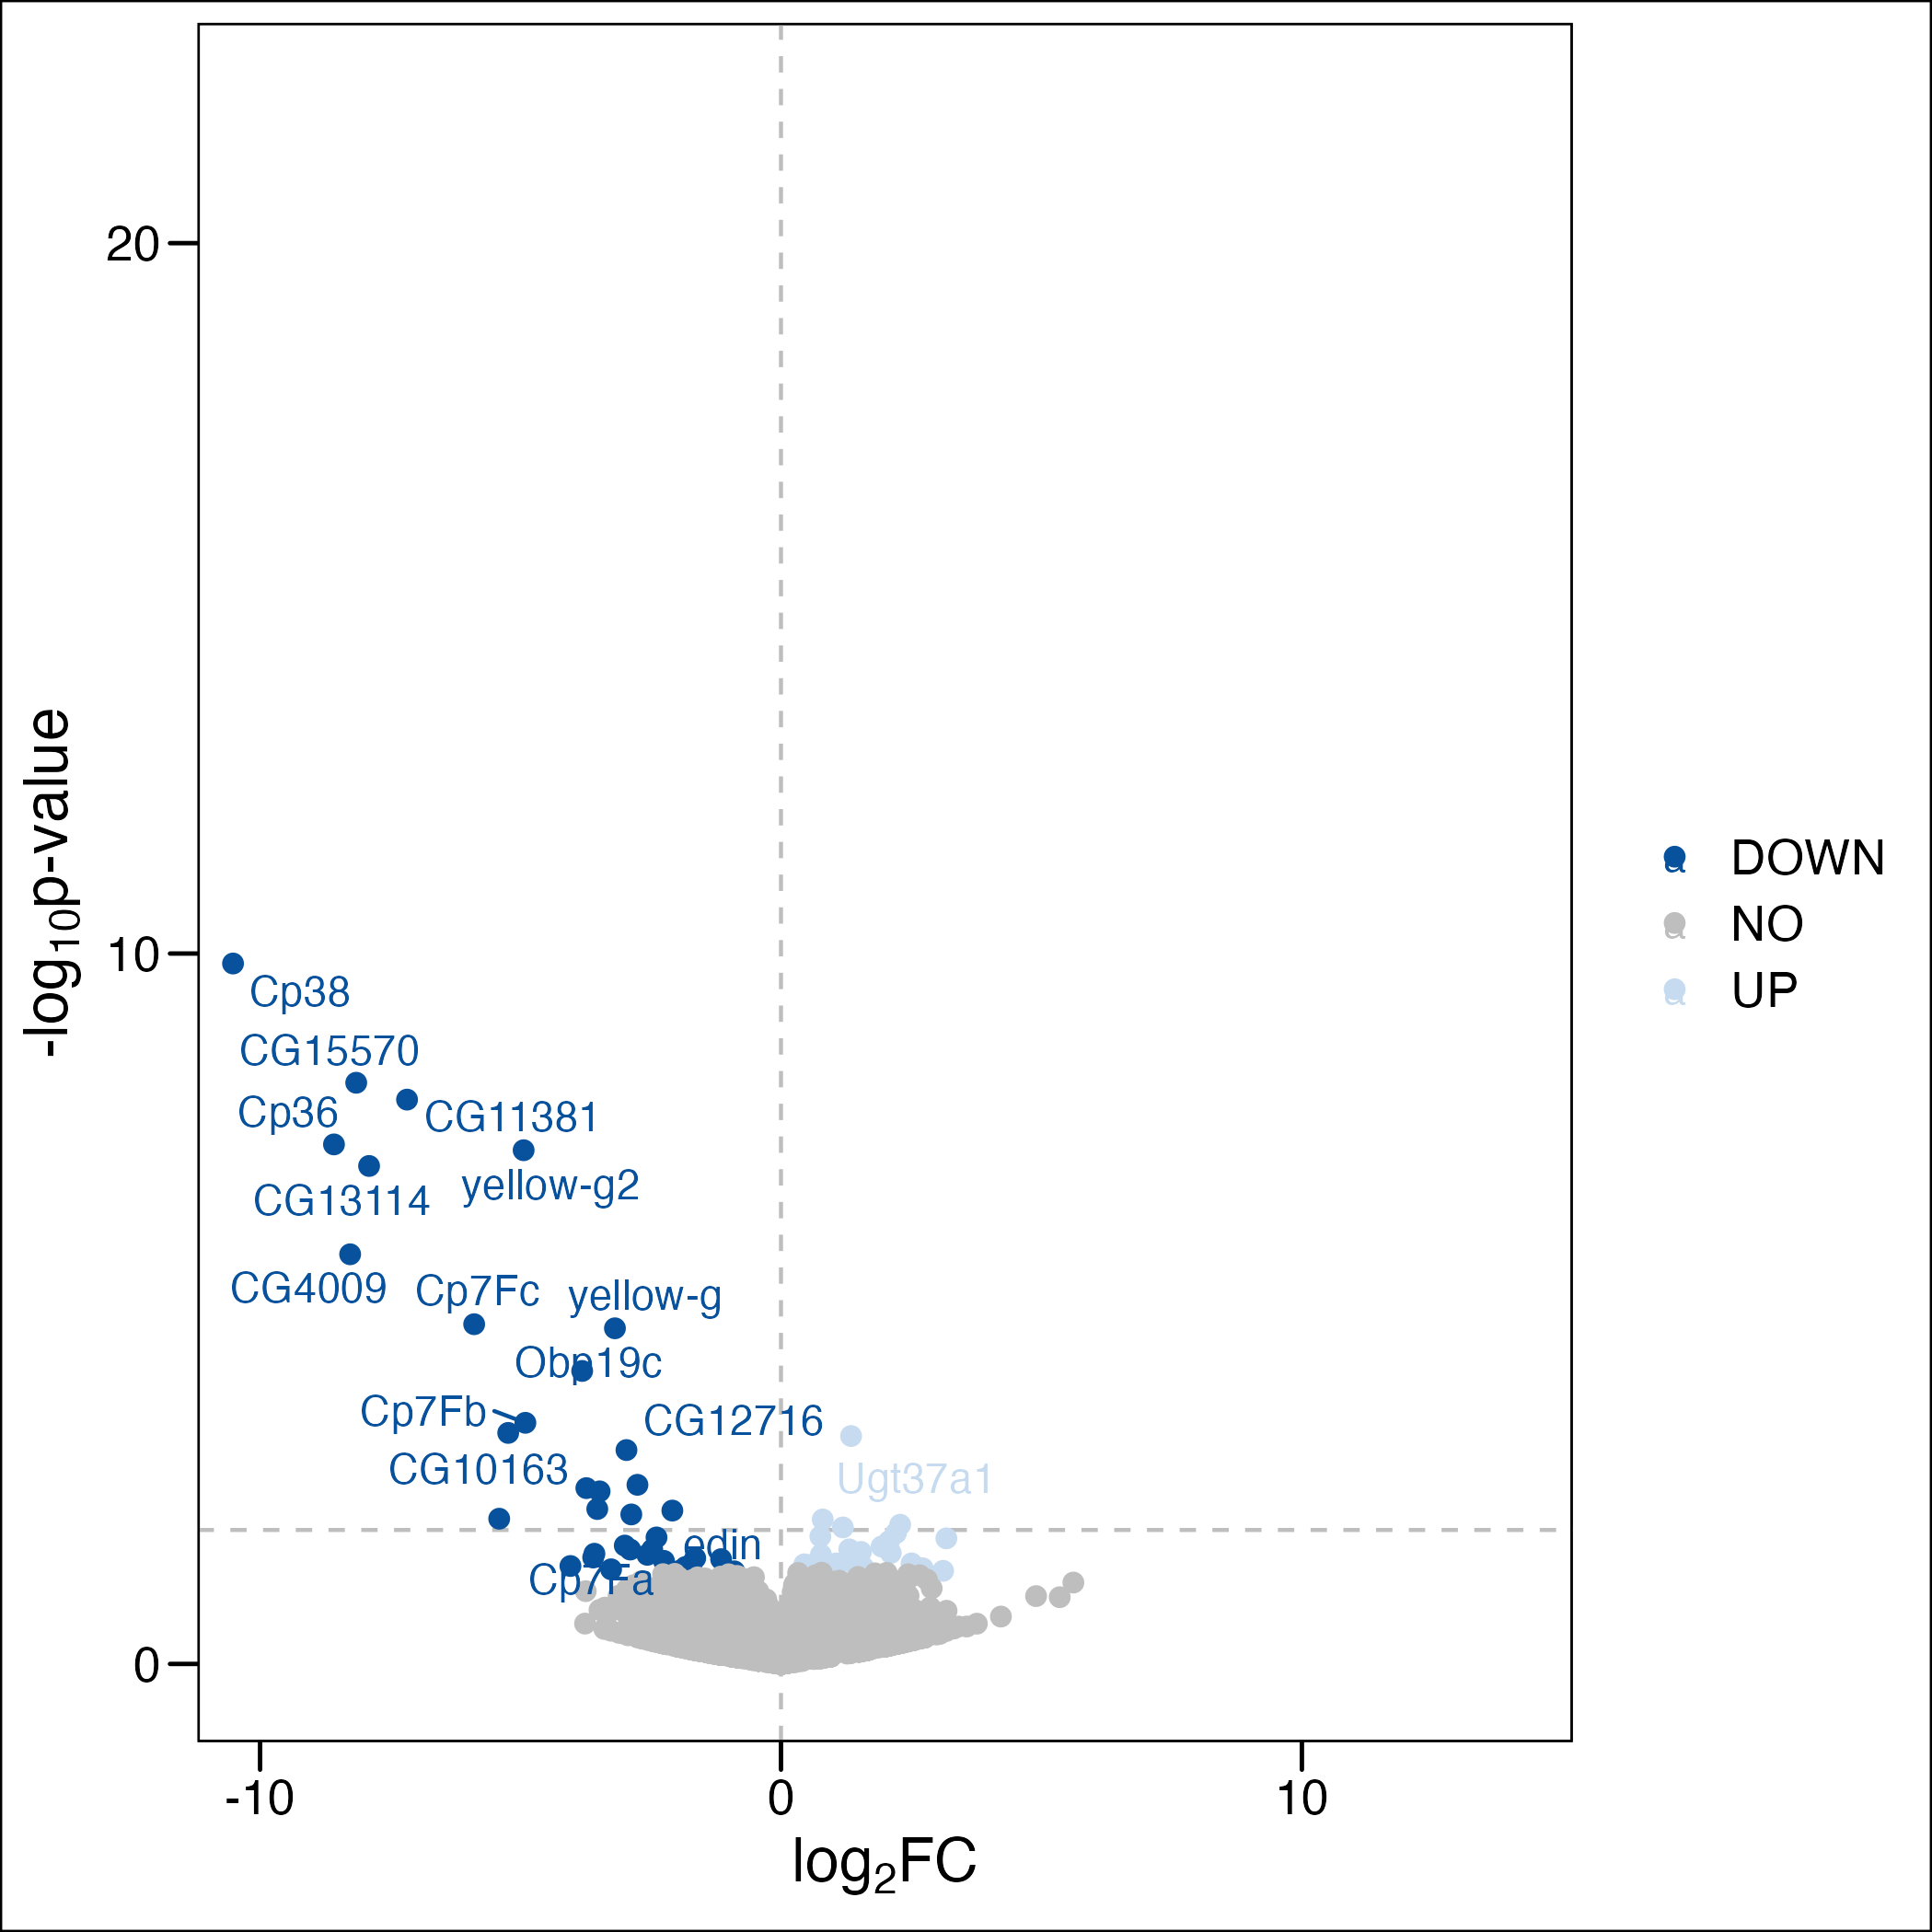 20
10
0
-log10p-value
Cp38
CG15570
Cp36
CG11381
yellow-g2
CG13114
CG4009
Cp7Fc
yellow-g
Obp19c
Cp7Fb
CG12716
CG10163
Ugt37a1
edin
Cp7Fa
-10
0
10
log2FC
a DOWN
a NO
a UP